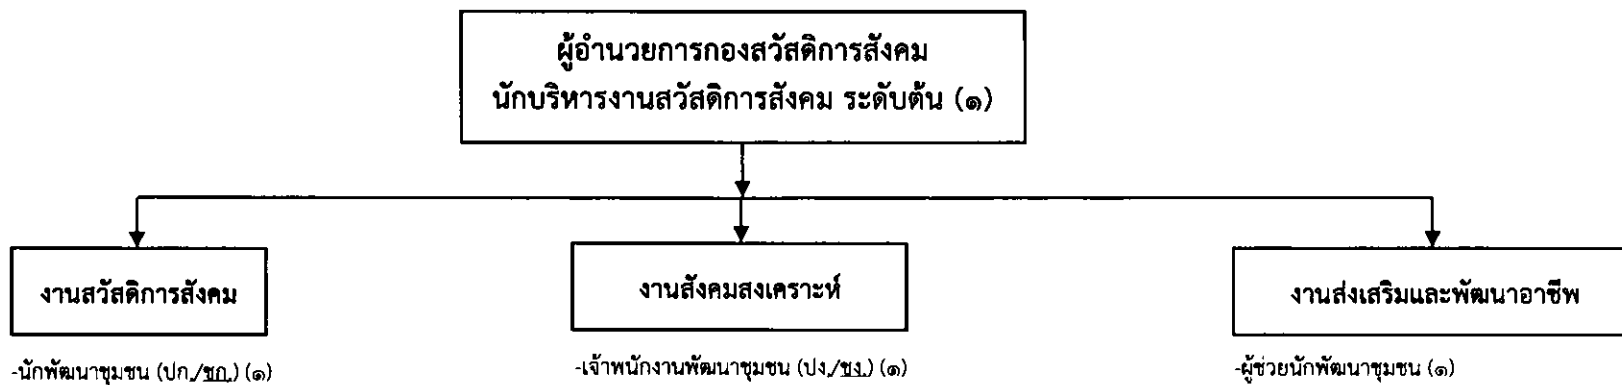 ผู้อำนวยการกองสวัสดิการสังคม
นักบริหารงานสวัสดิการสังคม ระดับต้น (๑)
งานสวัสดิการสังคม
งานสังคมสงเคราะห์
งานส่งเสริมและพัฒนาอาชีพ
-นักพัฒนาชุมชน (ปก./ชก.) (๑)
-เจ้าพนักงานพัฒนาชุมชน (ปง./ชง.) (๑)
-ผู้ช่วยนักพัฒนาชุมชน (๑)